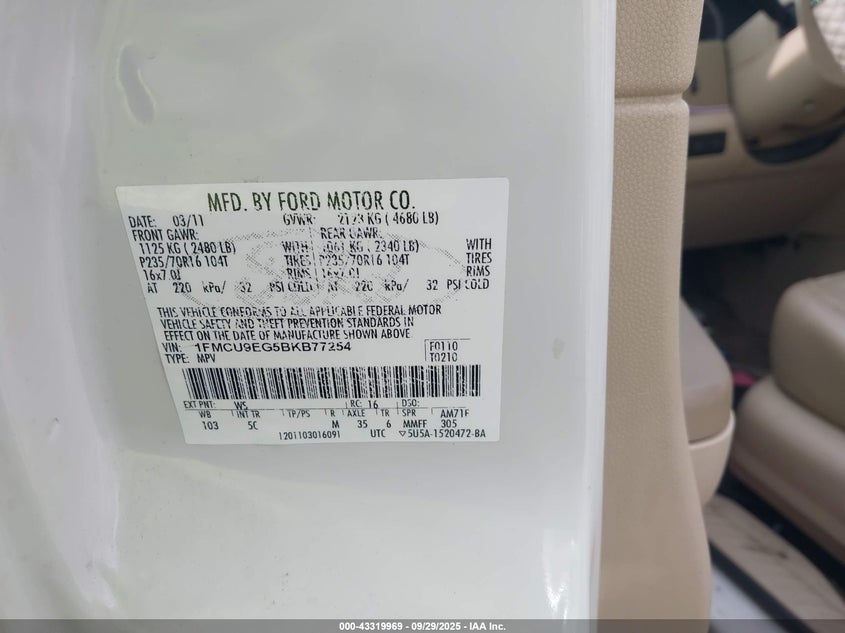 MFD. BY FORD MOTOR CO.
DATE: 03/11 GVWR: 2123 KG ( 4680 LB)
FRONT GAWR: REAR GAWR:
1125 KG ( 2480 LB) WITH 1061 KG ( 2340 LB) WITH
P235/70R16 104T TIRES P235/70R16 104T TIRES
16x7.0J RIMS 16x7.0J RIMS
AT 220 kPa/ 32 PSI COLD AT 220 kPa/ 32 PSI COLD
THIS VEHICLE CONFORMS TO ALL APPLICABLE FEDERAL MOTOR
VEHICLE SAFETY AND THEFT PREVENTION STANDARDS IN
EFFECT ON THE DATE OF MANUFACTURE SHOWN ABOVE.
VIN: 1FMCU9EG5BKB77254 F0110
TYPE: MPV T0210
EXT PNT: WS RC: 16 DSO:
WB INT TR TP/PS R AXLE TR SPR AM71F
103 5C M 35 6 MMFF 305
1201103016091 UTC ▽5U5A-1520472-BA
000-43319969 | 09/29/2025 | IAA Inc.